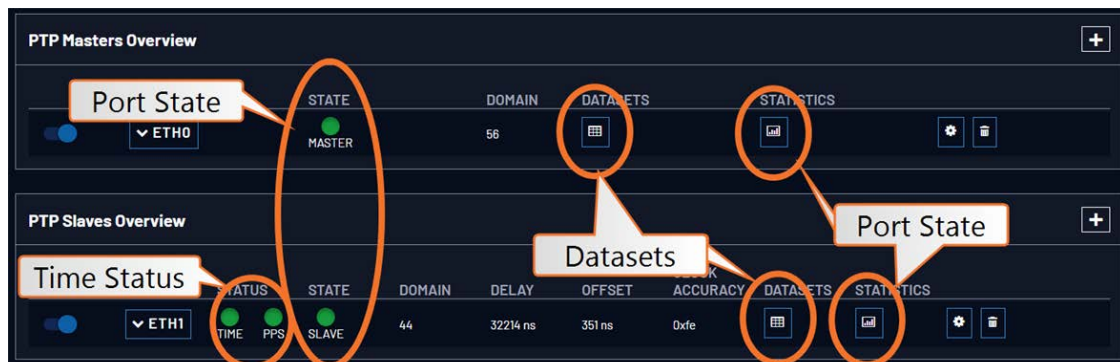 PTP Masters Overview
Port State
STATE DOMAIN DATASETS STATISTICS
ETH0 MASTER 56
PTP Slaves Overview
Port State
Datasets
Time Status
STATUS STATE DOMAIN DELAY OFFSET ACCURACY DATASETS STATISTICS
ETH1 TIME PPS SLAVE 44 32214 ns 351 ns 0xfe